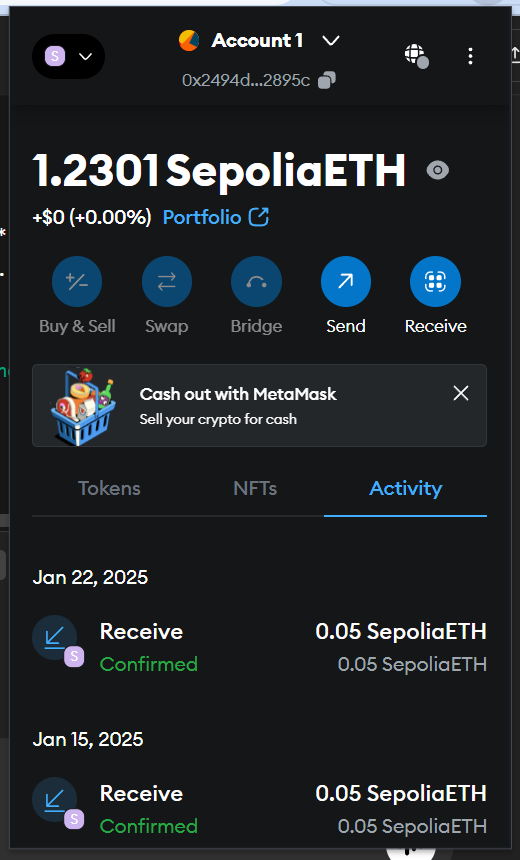 S
Account 1
0x2494d...2895c
1.2301 SepoliaETH
+$0 (+0.00%) Portfolio
Buy & Sell Swap Bridge Send Receive
Cash out with MetaMask
Sell your crypto for cash
Tokens NFTs Activity
Jan 22, 2025
Receive 0.05 SepoliaETH
S
Confirmed 0.05 SepoliaETH
Jan 15, 2025
Receive 0.05 SepoliaETH
S
Confirmed 0.05 SepoliaETH